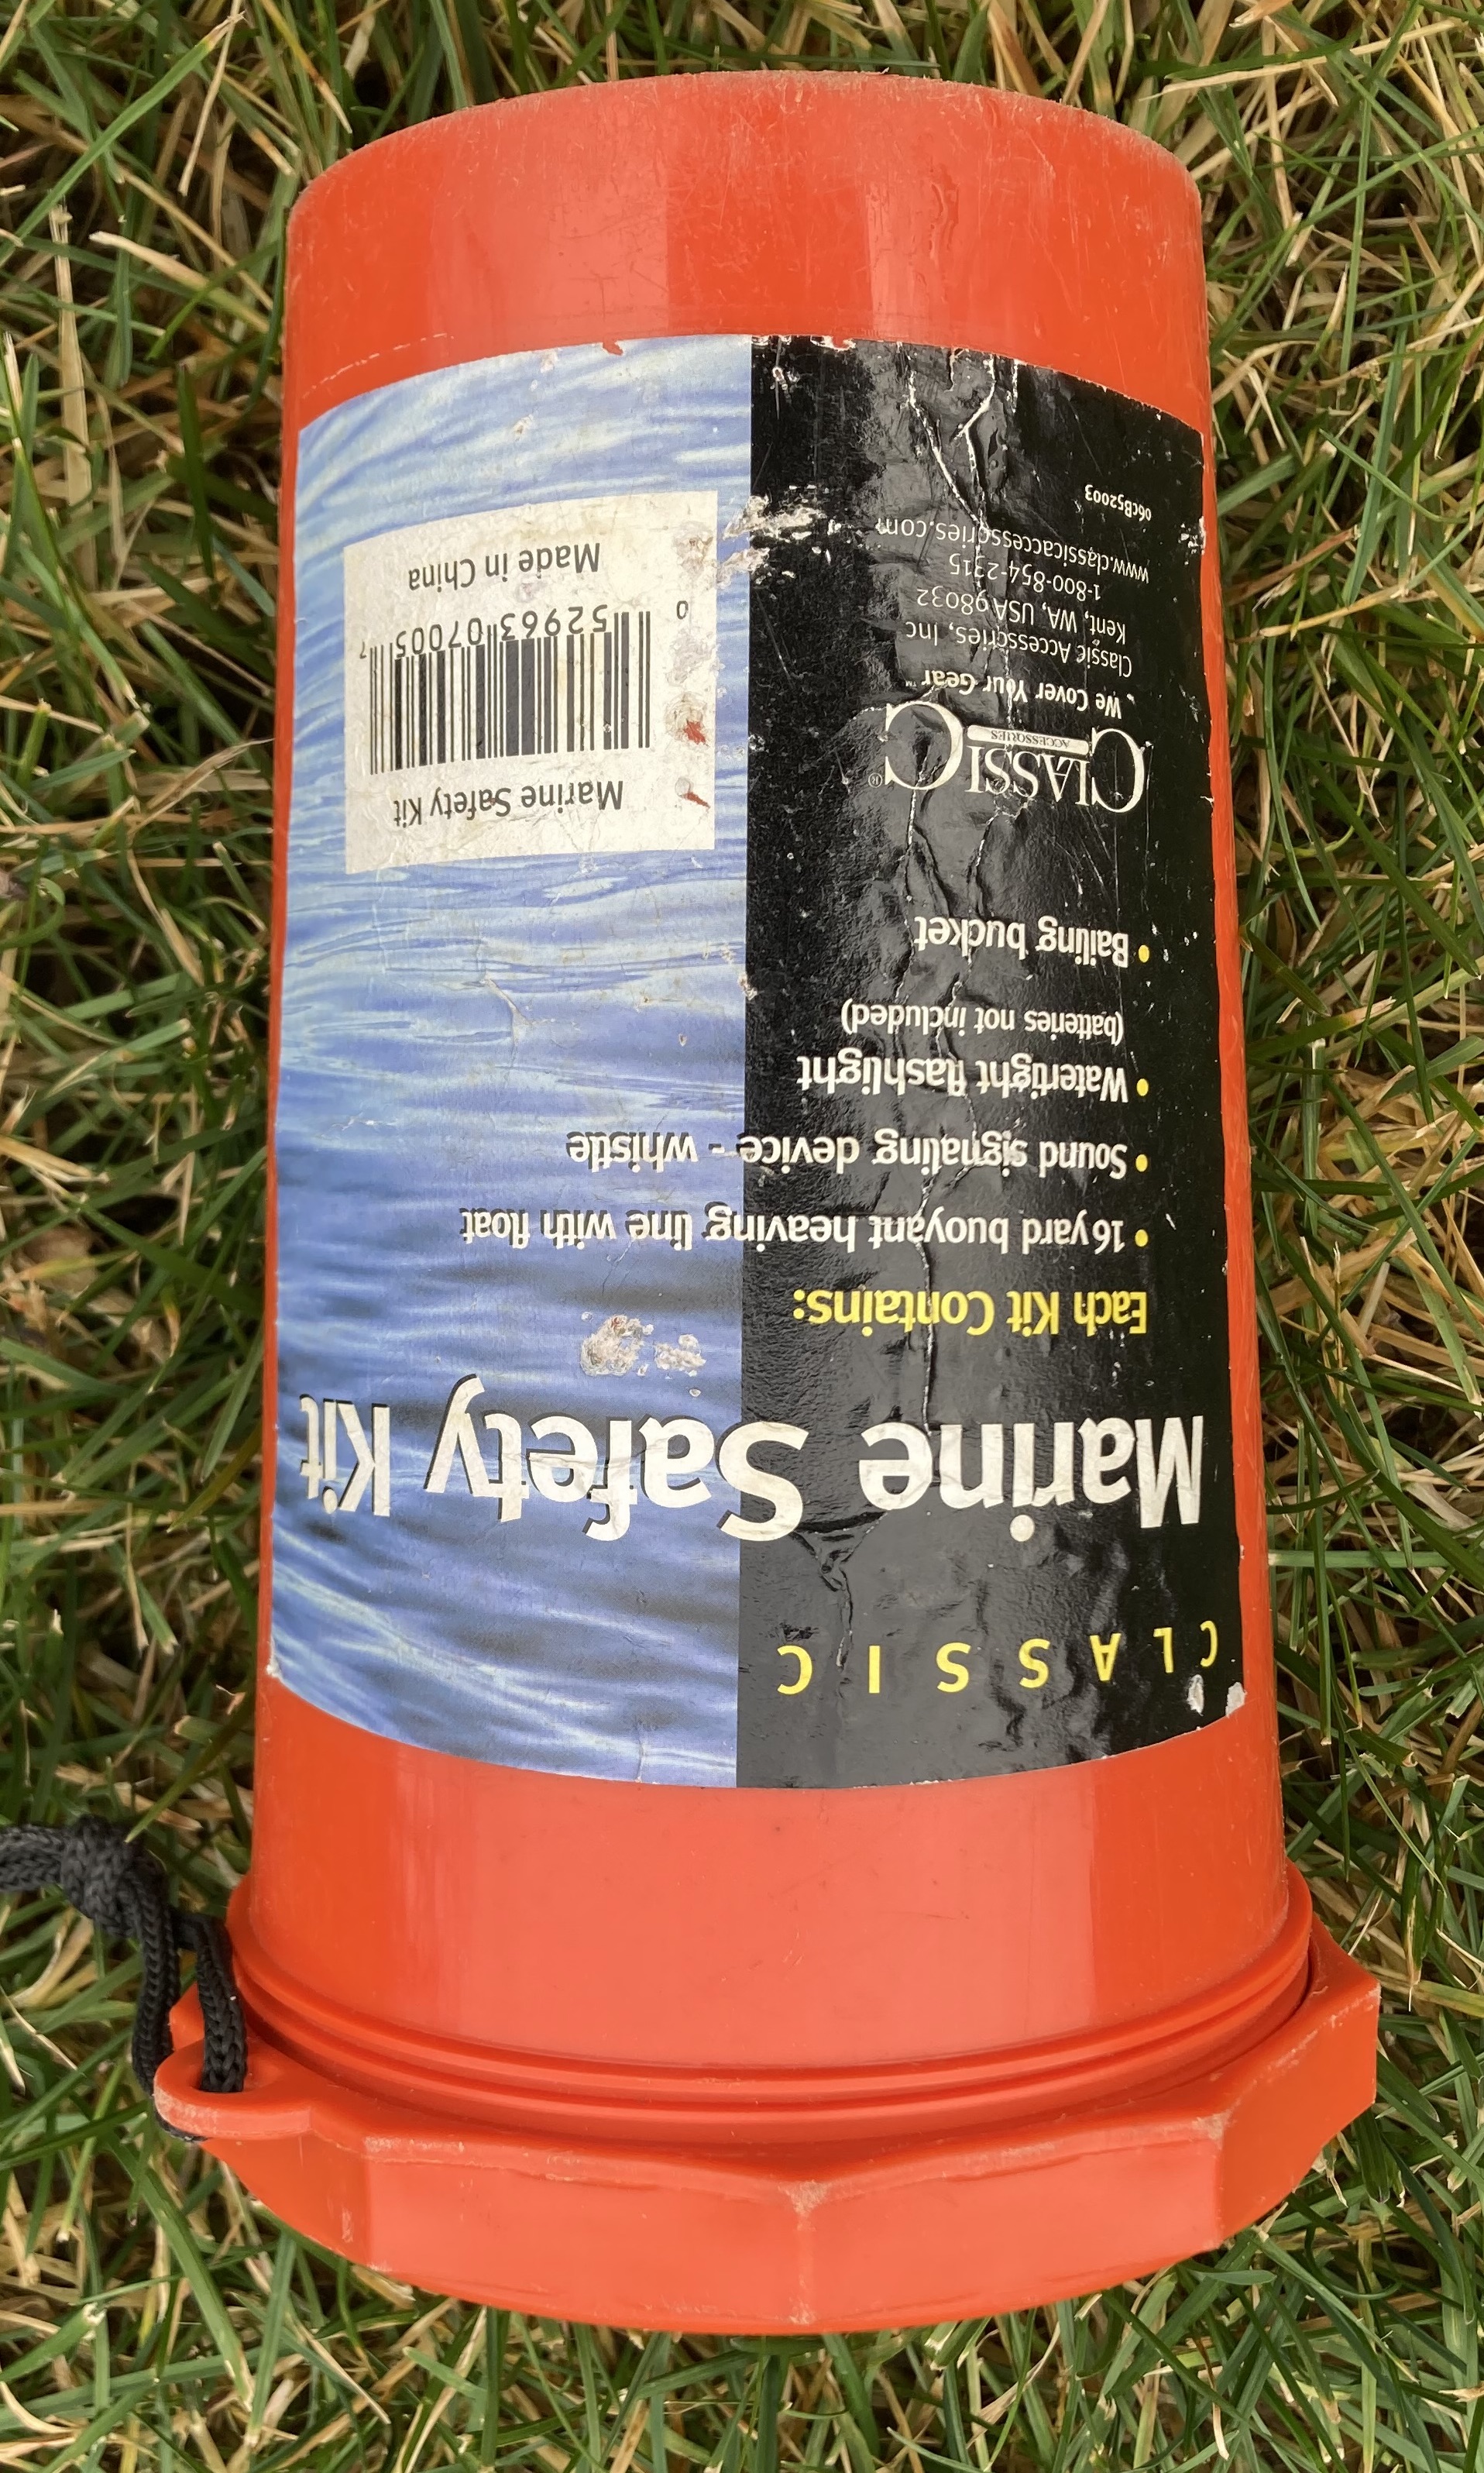 CLASSIC
Marine Safety Kit
Each Kit Contains:
• 16 yard buoyant heaving line with float
• Sound signaling device - whistle
• Watertight flashlight
(batteries not included)
• Bailing bucket
CLASSIC®
ACCESSORIES
We Cover Your Gear™
Classic Accessories, Inc
Kent, WA, USA 98032
1-800-854-2315
www.classicaccessories.com
06cB52003
Marine Safety Kit
0 52963 07005 7
Made in China